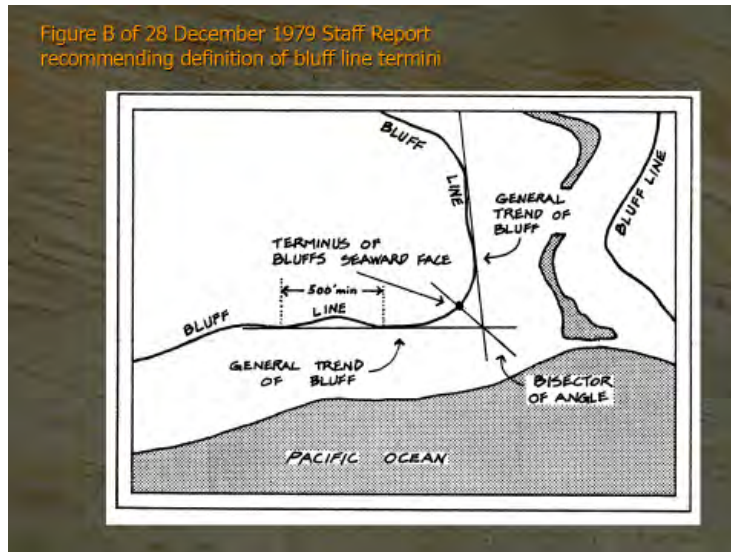 Figure B of 28 December 1979 Staff Report
recommending definition of bluff line termini
BLUFF
LINE
GENERAL
TREND OF
BLUFF
BLUFF LINE
TERMINUS OF
BLUFFS SEAWARD FACE
500'min
LINE
BLUFF
GENERAL TREND
OF BLUFF
BISECTOR
OF ANGLE
PACIFIC OCEAN